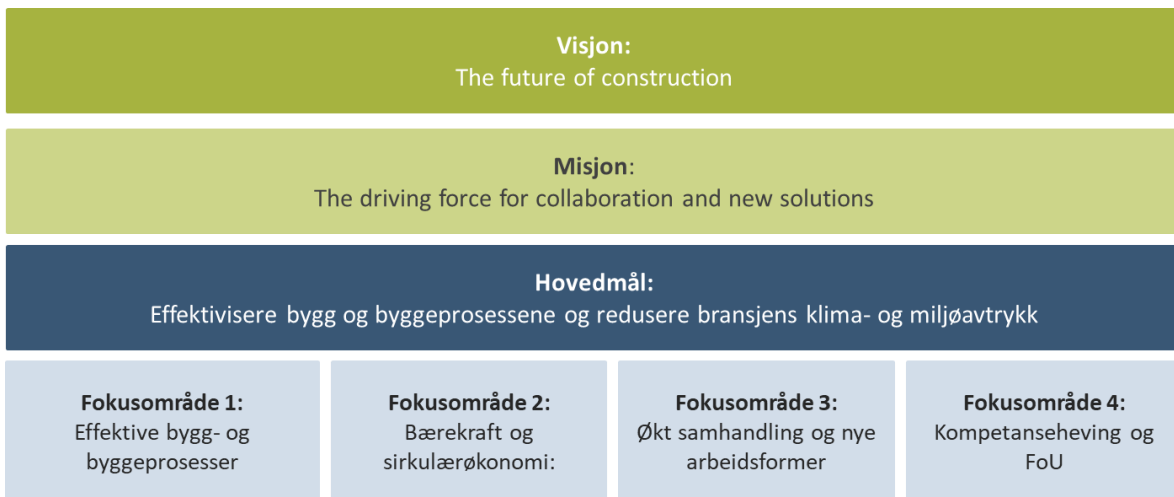 Visjon:
The future of construction
Misjon:
The driving force for collaboration and new solutions
Hovedmål:
Effektivisere bygg og byggeprosessene og redusere bransjens klima- og miljøavtrykk
Fokusområde 1:
Effektive bygg- og
byggeprosesser
Fokusområde 2:
Bærekraft og
sirkulærøkonomi:
Fokusområde 3:
Økt samhandling og nye
arbeidsformer
Fokusområde 4:
Kompetanseheving og
FoU